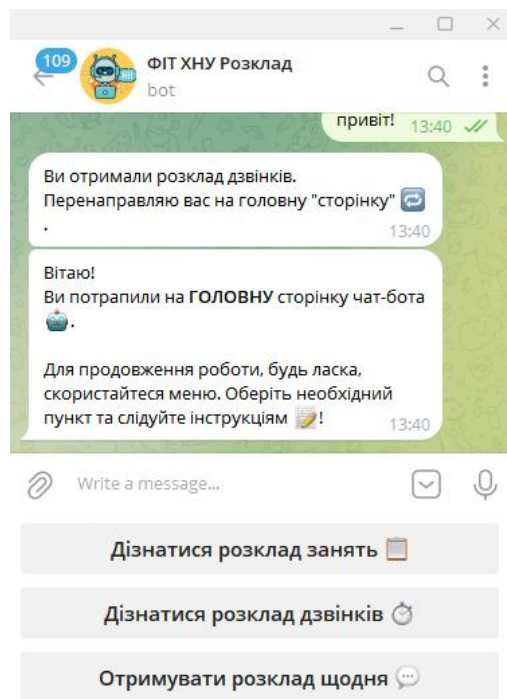 109
ФІТ ХНУ Розклад
bot
привіт! 13:40
Ви отримали розклад дзвінків.
Перенаправляю вас на головну "сторінку" 🔁
.
13:40
Вітаю!
Ви потрапили на ГОЛОВНУ сторінку чат-бота
🤖.
Для продовження роботи, будь ласка,
скористайтеся меню. Оберіть необхідний
пункт та слідуйте інструкціям 📝!
13:40
Write a message...
Дізнатися розклад занять 📋
Дізнатися розклад дзвінків ⏱
Отримувати розклад щодня 💬